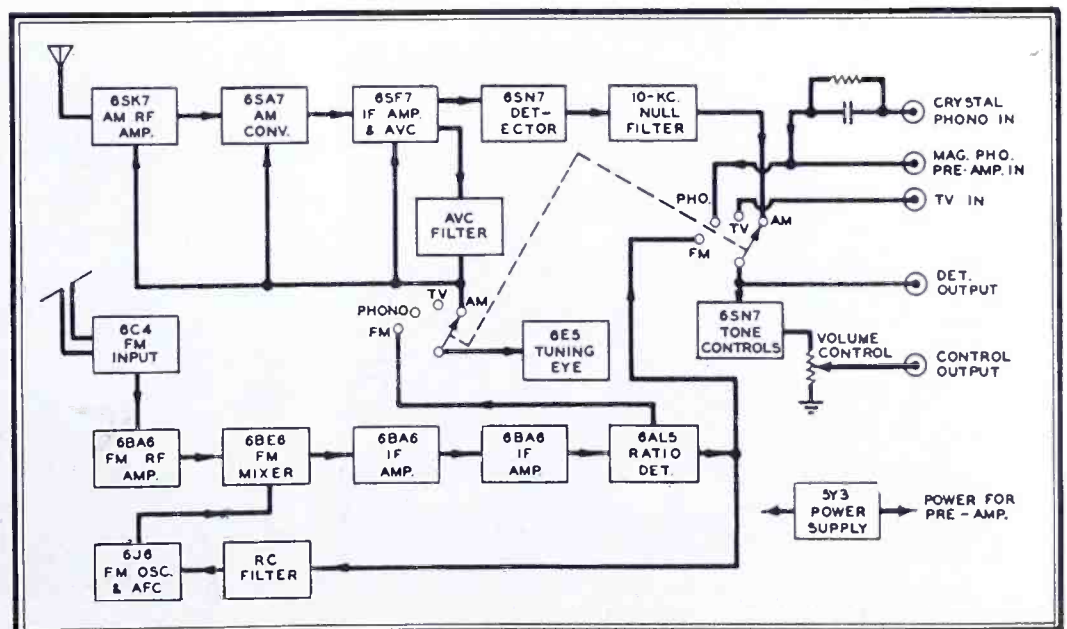 6SK7
AM RF
AMP.
6SA7
AM
CONV.
6SF7
IF AMP.
& AVC
6SN7
DET-
ECTOR
10-KC.
NULL
FILTER
CRYSTAL
PHONO IN
MAG. PHO.
PRE-AMP. IN
TV IN
PHO.
TV
AM
FM
AVC
FILTER
DET.
OUTPUT
TV
AM
PHONO
FM
6E5
TUNING
EYE
6SN7
TONE
CONTROLS
VOLUME
CONTROL
CONTROL
OUTPUT
6C4
FM
INPUT
6BA6
FM RF
AMP.
6BE6
FM
MIXER
6BA6
IF
AMP.
6BA6
IF
AMP.
6AL5
RATIO
DET.
5Y3
POWER
SUPPLY
POWER FOR
PRE-AMP.
6J6
FM OSC.
& AFC
RC
FILTER